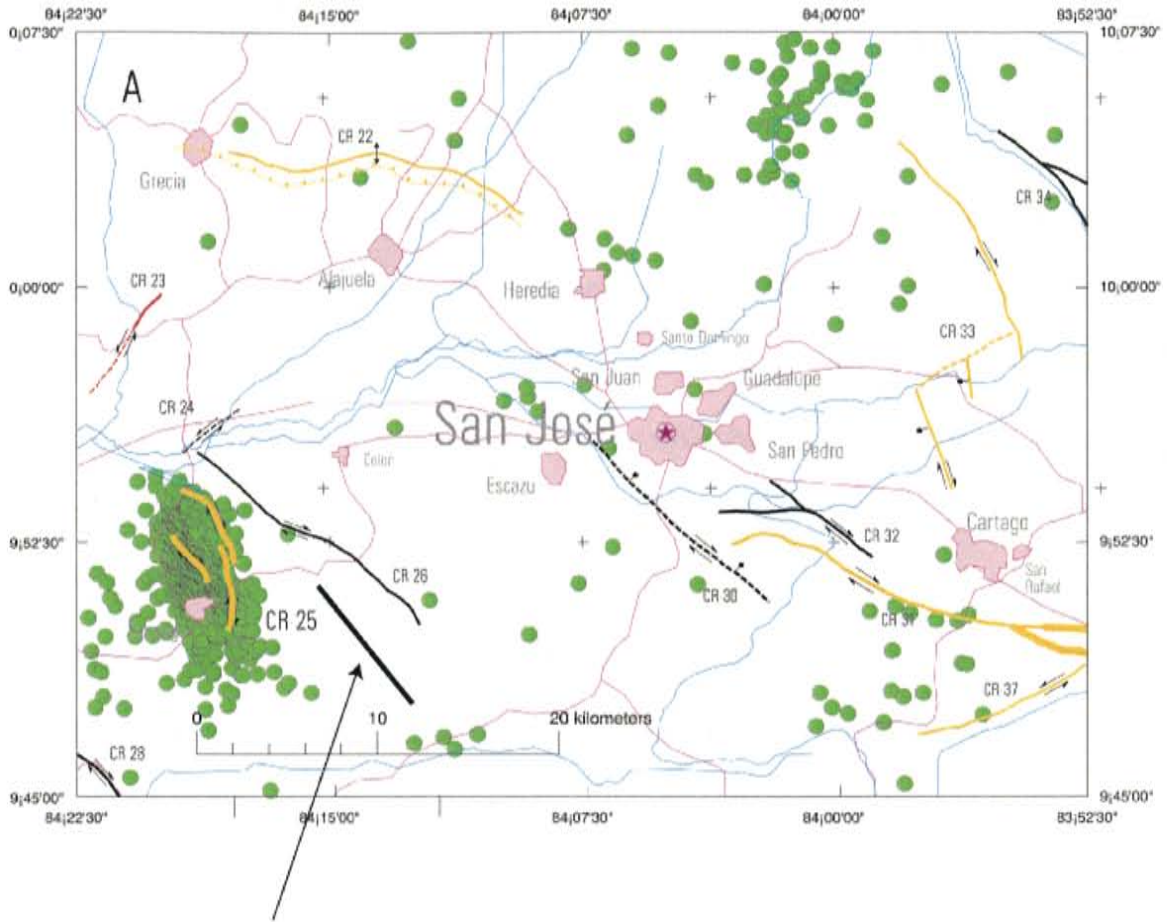 84¡22'30" 84¡15'00" 84¡07'30" 84¡00'00" 83¡52'30"
0¡07'30" 10¡07'30"
A
CR 22
Grecia
CR 34
Alajuela
CR 23
Heredia
0¡00'00" 10¡00'00"
CR 33
Santo Domingo
San Juan
Guadalupe
CR 24
San José
San Pedro
Colon
Escazu
Cartago
9¡52'30" 9¡52'30"
CR 32
San
Rafael
CR 26
CR 30
CR 25
CR 31
CR 37
0 10 20 kilometers
CR 28
9¡45'00" 9¡45'00"
84¡22'30" 84¡15'00" 84¡07'30" 84¡00'00" 83¡52'30"